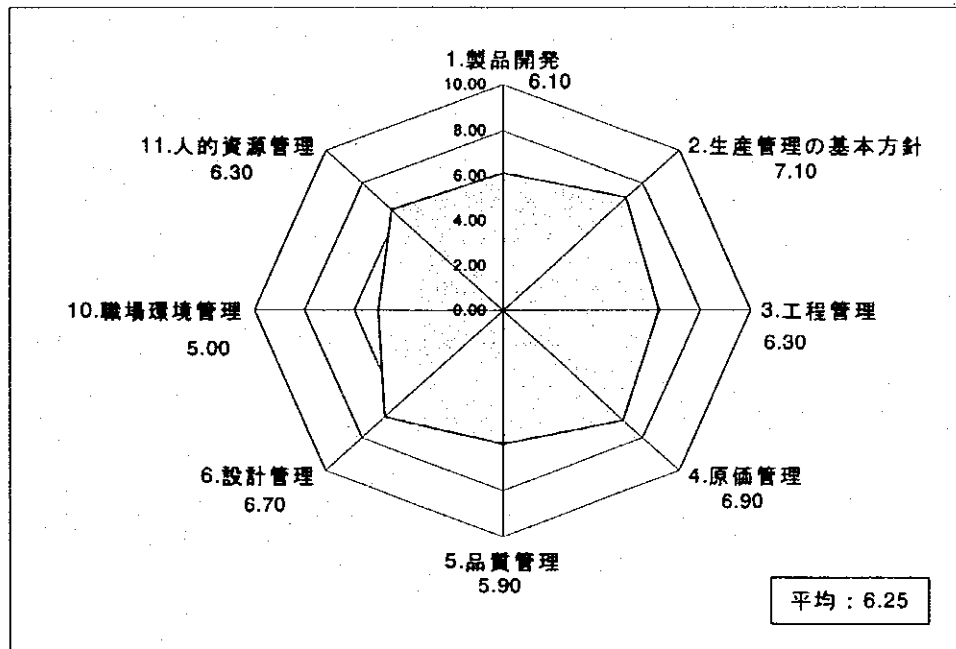 1.製品開発
6.10
10.00
8.00
6.00
4.00
2.00
0.00
2.生産管理の基本方針
7.10
3.工程管理
6.30
4.原価管理
6.90
5.品質管理
5.90
6.設計管理
6.70
10.職場環境管理
5.00
11.人的資源管理
6.30
平均：6.25